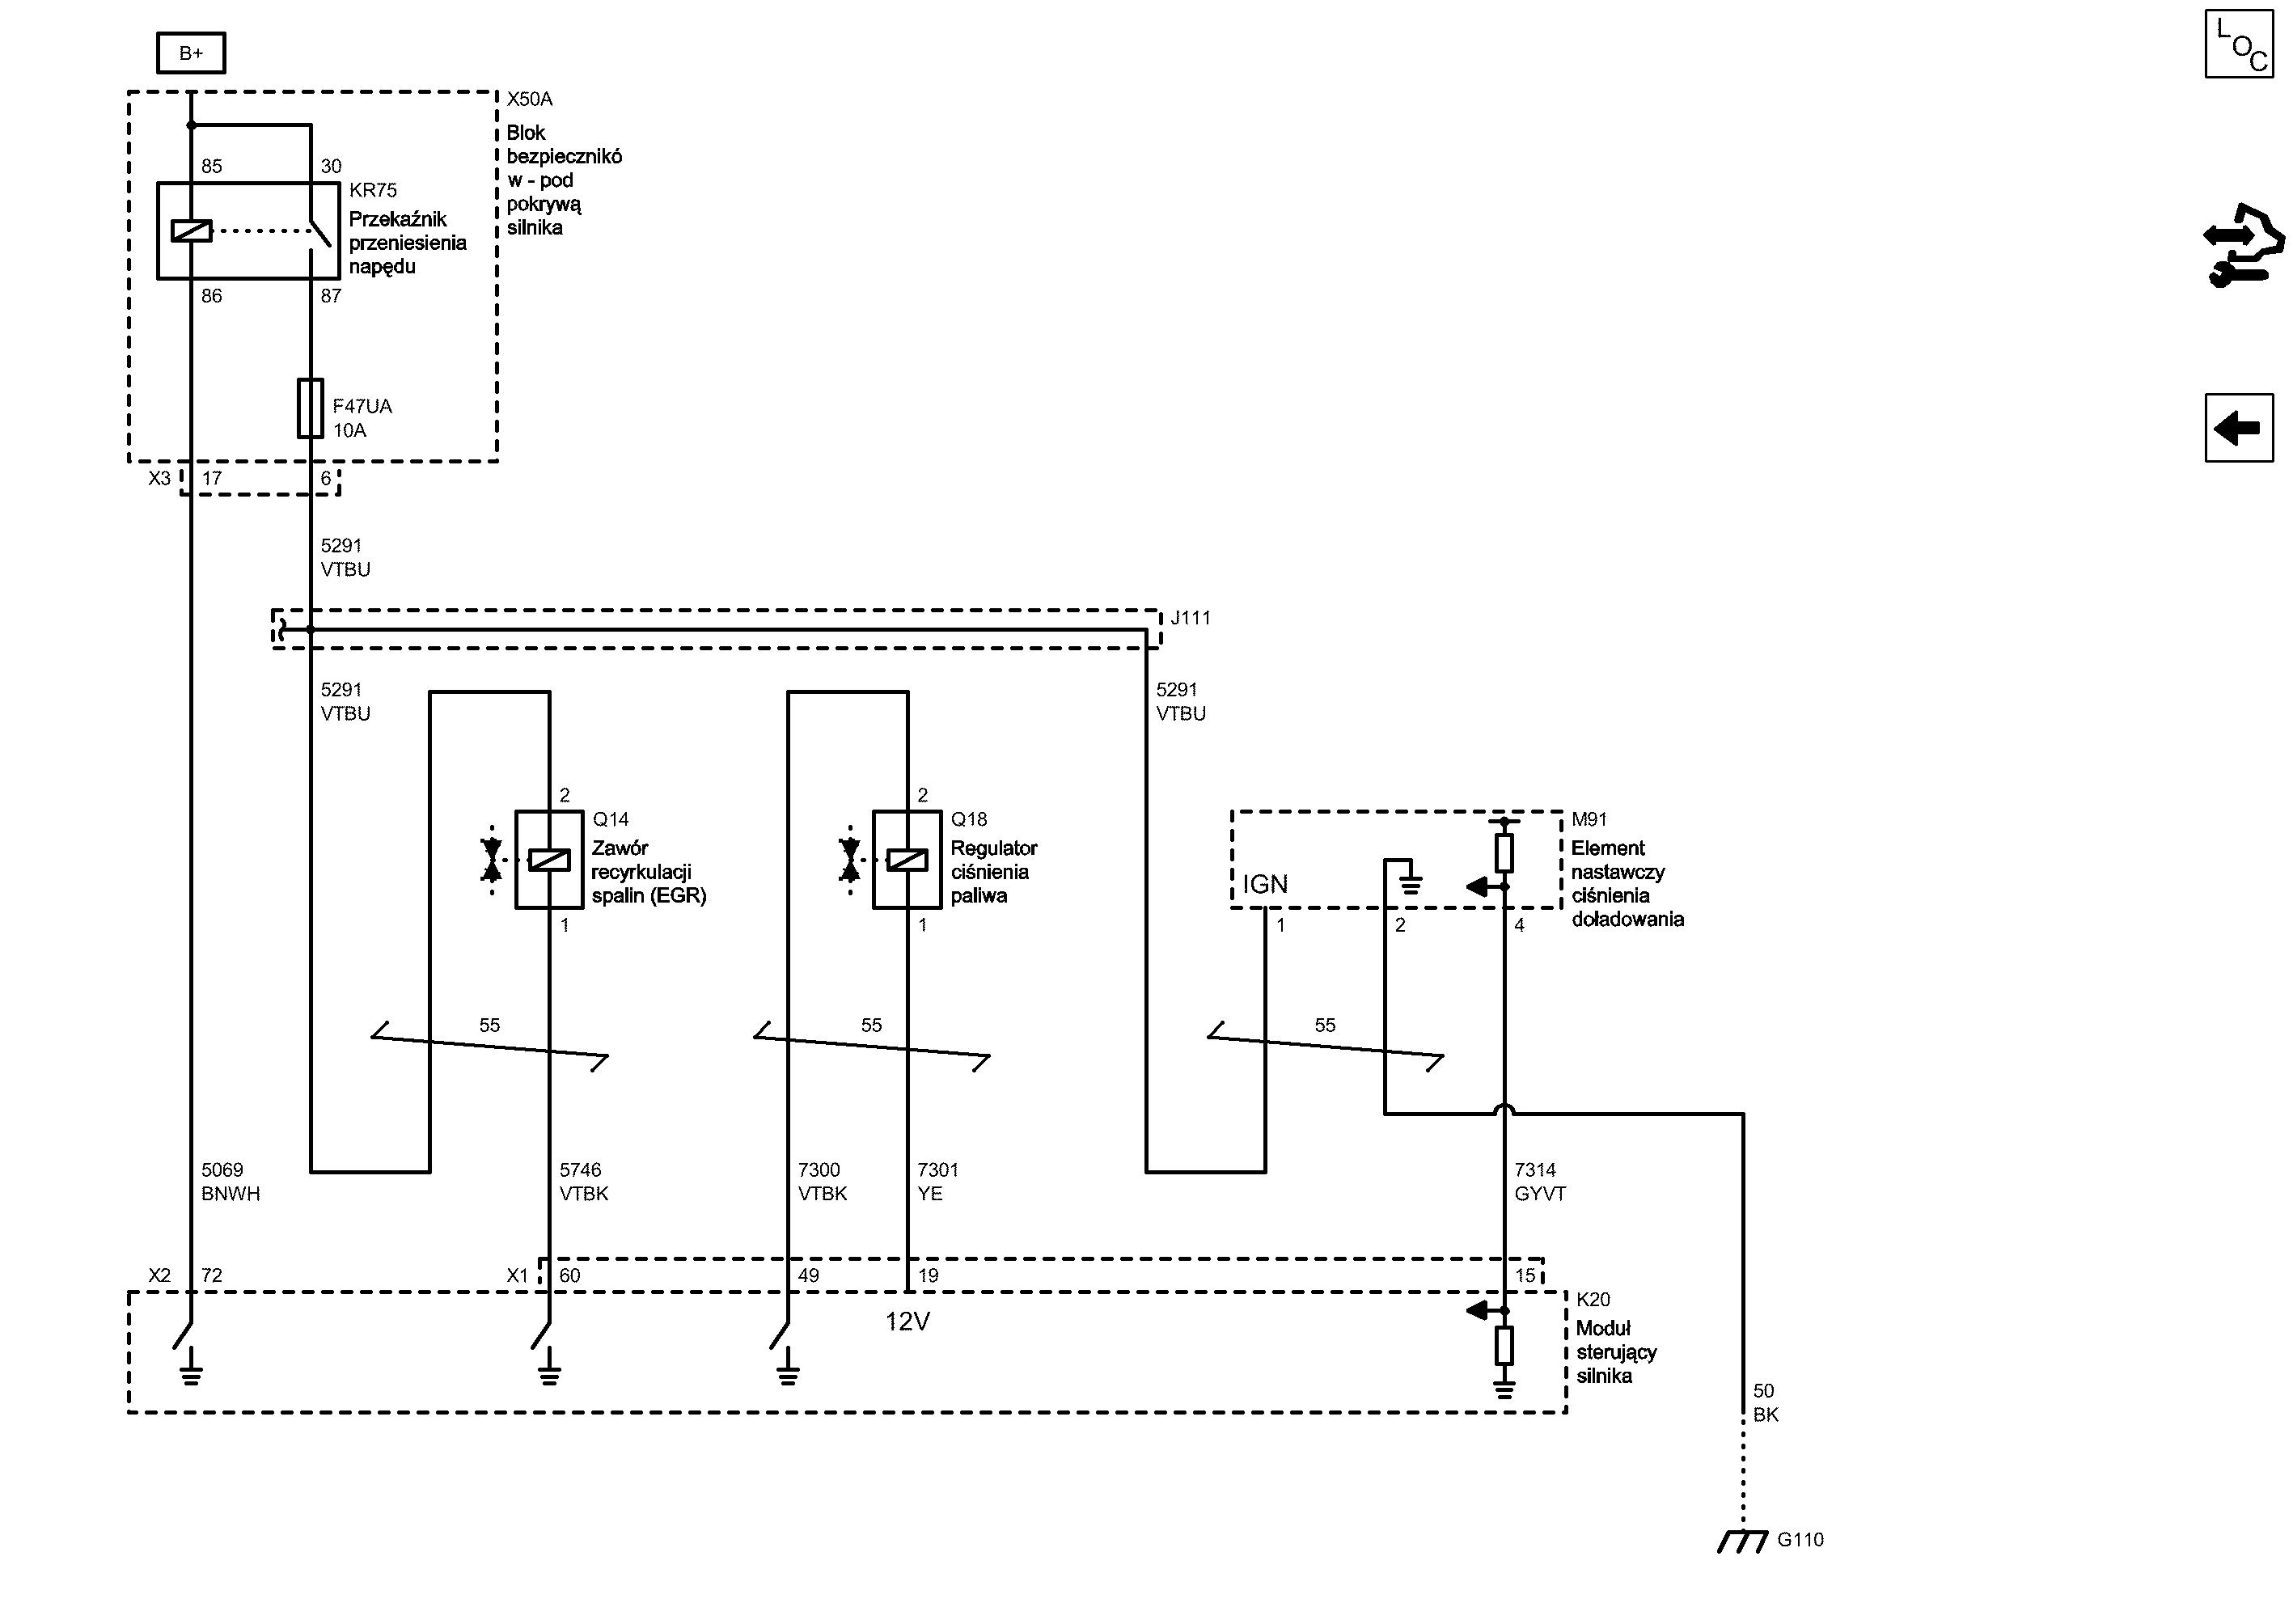 B+
LOC
X50A
Blok
bezpiecznikó
w - pod
pokrywą
silnika
85
30
KR75
Przekaźnik
przeniesienia
napędu
86
87
F47UA
10A
X3
17
6
5291
VTBU
J111
5291
VTBU
5291
VTBU
2
Q14
Zawór
recyrkulacji
spalin (EGR)
1
2
Q18
Regulator
ciśnienia
paliwa
1
M91
Element
nastawczy
ciśnienia
doładowania
IGN
1
2
4
55
55
55
5069
BNWH
5746
VTBK
7300
VTBK
7301
YE
7314
GYVT
X2
72
X1
60
49
19
15
12V
K20
Moduł
sterujący
silnika
50
BK
G110